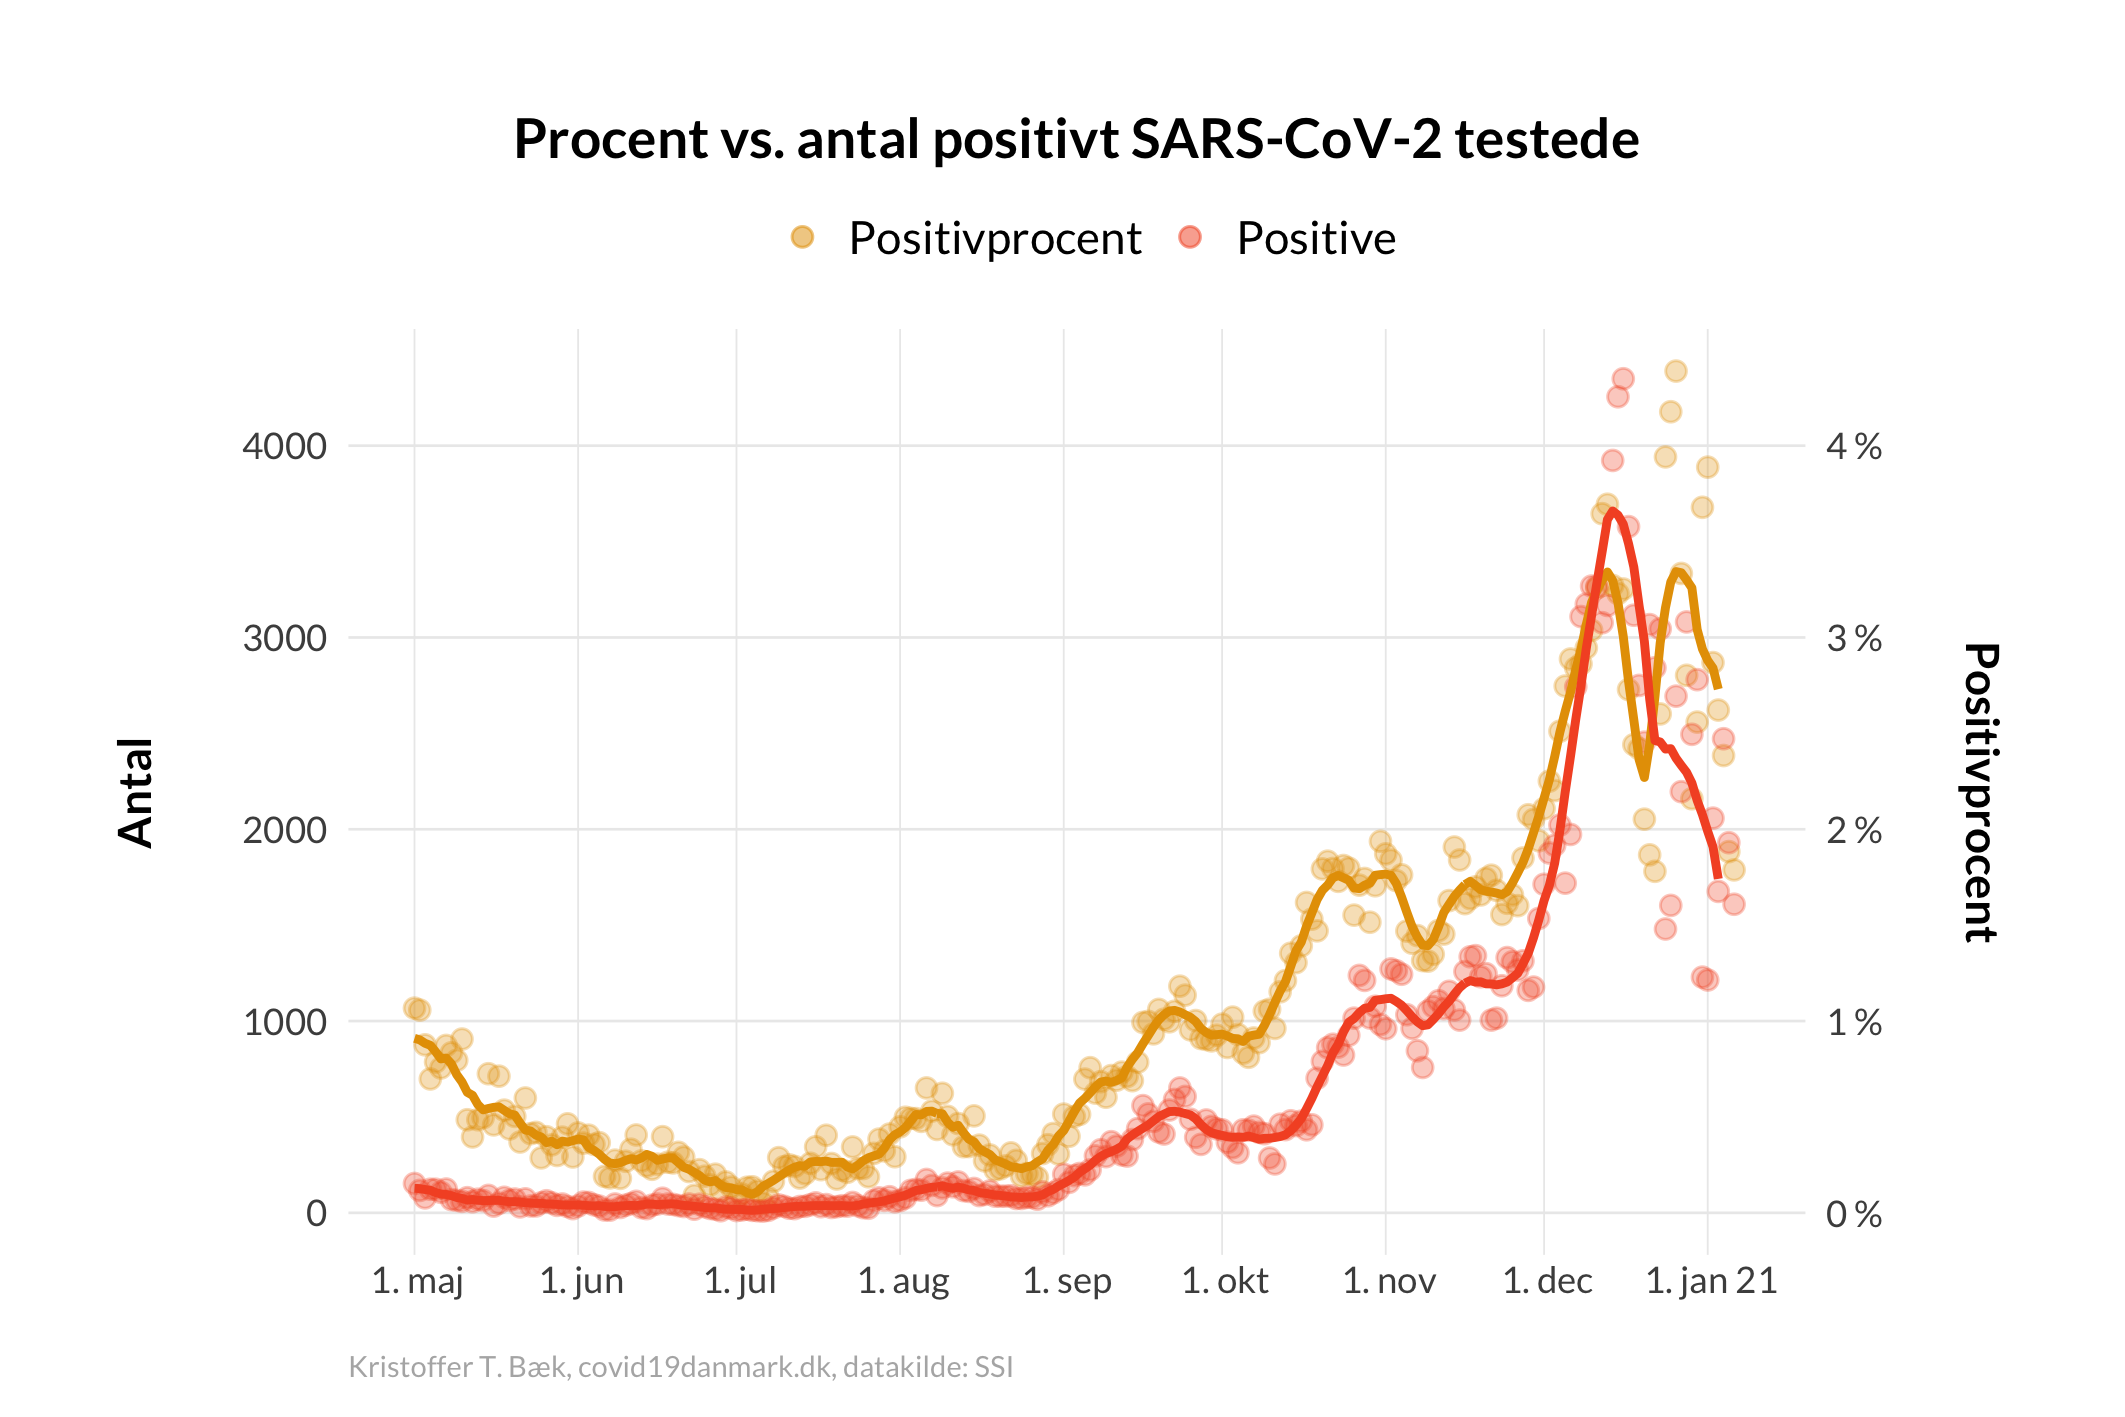 Procent vs. antal positivt SARS-CoV-2 testede
Positivprocent
Positive
Antal
4000
3000
2000
1000
0
4 %
3 %
2 %
1 %
0 %
Positivprocent
1. maj
1. jun
1. jul
1. aug
1. sep
1. okt
1. nov
1. dec
1. jan 21
Kristoffer T. Bæk, covid19danmark.dk, datakilde: SSI